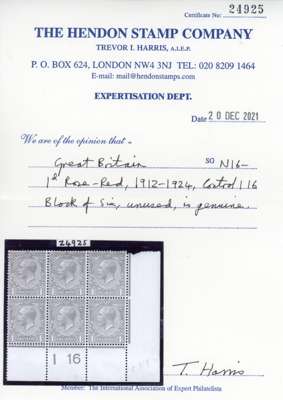 Certificate No: 24925
THE HENDON STAMP COMPANY
TREVOR I. HARRIS, A.I.E.P.
P. O. BOX 624, LONDON NW4 3NJ TEL: 020 8209 1464
E-mail: mail@hendonstamps.com
EXPERTISATION DEPT.
Date 20 DEC 2021
We are of the opinion that
Great Britain SG N16-
1d Rose-Red, 1912-1924, Control I 16
Block of Six, unused, is genuine.
24925
I 16
T. Harris
Member: The International Association of Expert Philatelists